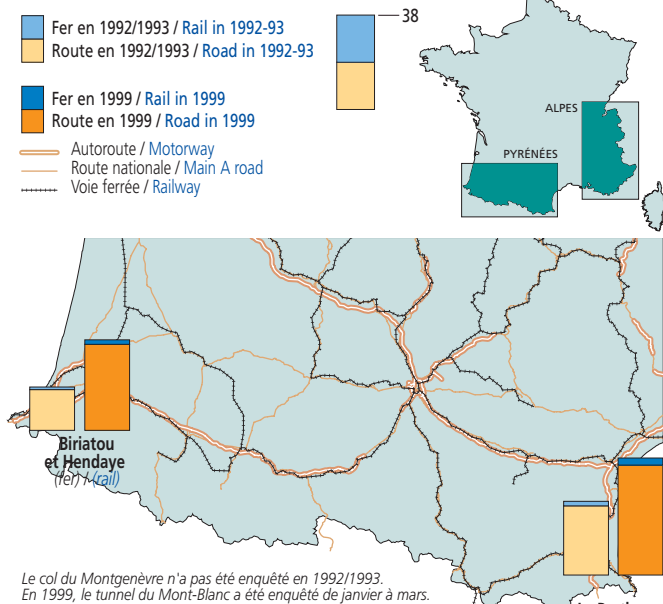 Fer en 1992/1993 / Rail in 1992-93
Route en 1992/1993 / Road in 1992-93
38
Fer en 1999 / Rail in 1999
Route en 1999 / Road in 1999
Autoroute / Motorway
Route nationale / Main A road
Voie ferrée / Railway
ALPES
PYRÉNÉES
Biriatou
et Hendaye
(fer) / (rail)
Le col du Montgenèvre n'a pas été enquêté en 1992/1993.
En 1999, le tunnel du Mont-Blanc a été enquêté de janvier à mars.